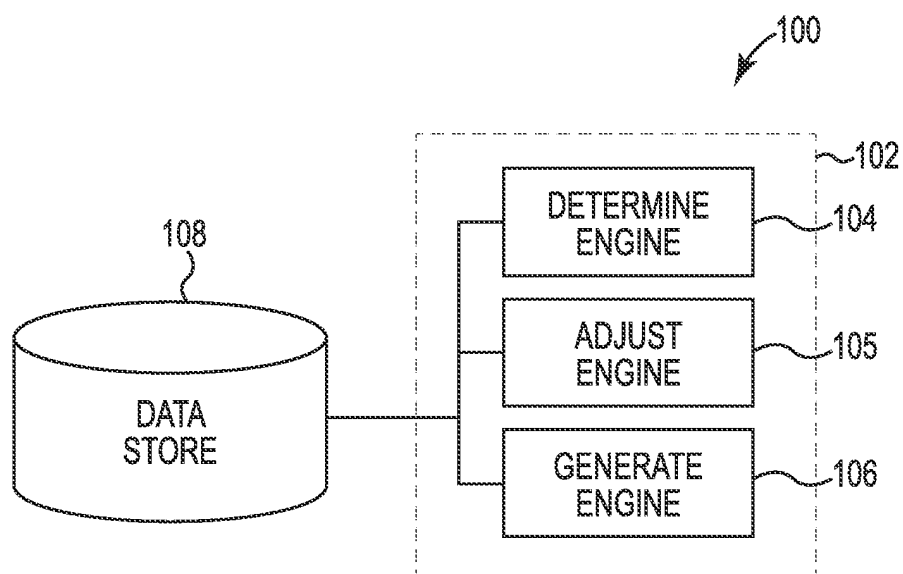 100
102
DETERMINE
ENGINE
104
108
ADJUST
ENGINE
105
DATA
STORE
GENERATE
ENGINE
106